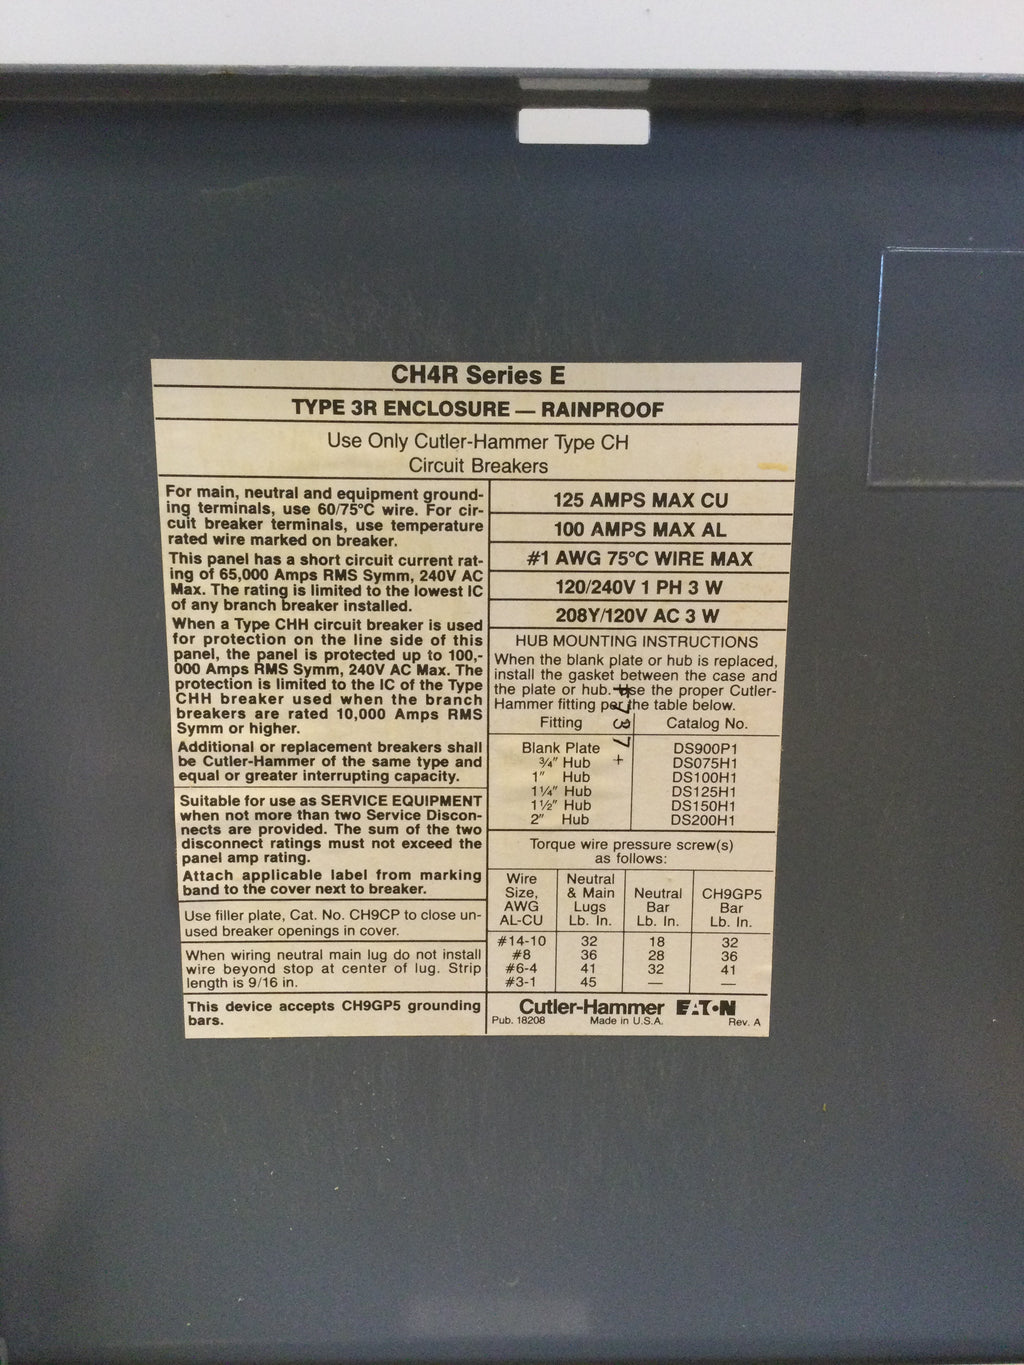 CH4R Series E
TYPE 3R ENCLOSURE — RAINPROOF
Use Only Cutler-Hammer Type CH
Circuit Breakers
For main, neutral and equipment ground-
ing terminals, use 60/75°C wire. For cir-
cuit breaker terminals, use temperature
rated wire marked on breaker.
This panel has a short circuit current rat-
ing of 65,000 Amps RMS Symm, 240V AC
Max. The rating is limited to the lowest IC
of any branch breaker installed.
When a Type CHH circuit breaker is used
for protection on the line side of this
panel, the panel is protected up to 100,-
000 Amps RMS Symm, 240V AC Max. The
protection is limited to the IC of the Type
CHH breaker used when the branch
breakers are rated 10,000 Amps RMS
Symm or higher.
Additional or replacement breakers shall
be Cutler-Hammer of the same type and
equal or greater interrupting capacity.
Suitable for use as SERVICE EQUIPMENT
when not more than two Service Discon-
nects are provided. The sum of the two
disconnect ratings must not exceed the
panel amp rating.
Attach applicable label from marking
band to the cover next to breaker.
Use filler plate, Cat. No. CH9CP to close un-
used breaker openings in cover.
When wiring neutral main lug do not install
wire beyond stop at center of lug. Strip
length is 9/16 in.
This device accepts CH9GP5 grounding
bars.
125 AMPS MAX CU
100 AMPS MAX AL
#1 AWG 75°C WIRE MAX
120/240V 1 PH 3 W
208Y/120V AC 3 W
HUB MOUNTING INSTRUCTIONS
When the blank plate or hub is replaced,
install the gasket between the case and
the plate or hub. Use the proper Cutler-
Hammer fitting per the table below.
Fitting Catalog No.
Blank Plate DS900P1
3/4" Hub DS075H1
1" Hub DS100H1
1 1/4" Hub DS125H1
1 1/2" Hub DS150H1
2" Hub DS200H1
Torque wire pressure screw(s)
as follows:
Wire Size, AWG AL-CU Neutral & Main Lugs Lb. In. Neutral Bar Lb. In. CH9GP5 Bar Lb. In.
#14-10 32 18 32
#8 36 28 36
#6-4 41 32 41
#3-1 45 — —
Cutler-Hammer EATON
Pub. 18208 Made in U.S.A. Rev. A